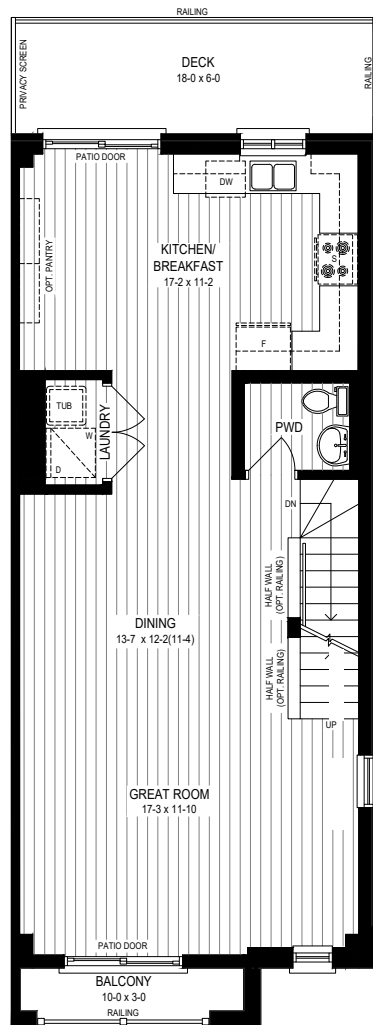 RAILING
PRIVACY SCREEN
DECK
18-0 x 6-0
RAILING
PATIO DOOR
DW
OPT. PANTRY
KITCHEN/
BREAKFAST
17-2 x 11-2
S
F
TUB
W
D
LAUNDRY
PWD
DN
HALF WALL
(OPT. RAILING)
DINING
13-7 x 12-2(11-4)
HALF WALL
(OPT. RAILING)
UP
GREAT ROOM
17-3 x 11-10
PATIO DOOR
BALCONY
10-0 x 3-0
RAILING